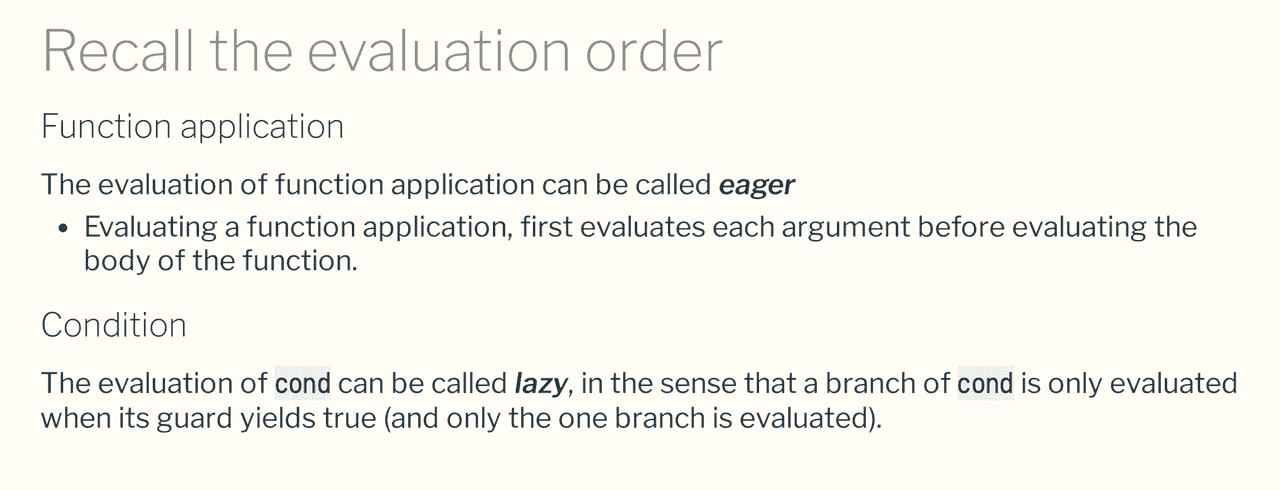 Recall the evaluation order
Function application
The evaluation of function application can be called eager
• Evaluating a function application, first evaluates each argument before evaluating the
body of the function.
Condition
The evaluation of cond can be called lazy, in the sense that a branch of cond is only evaluated
when its guard yields true (and only the one branch is evaluated).